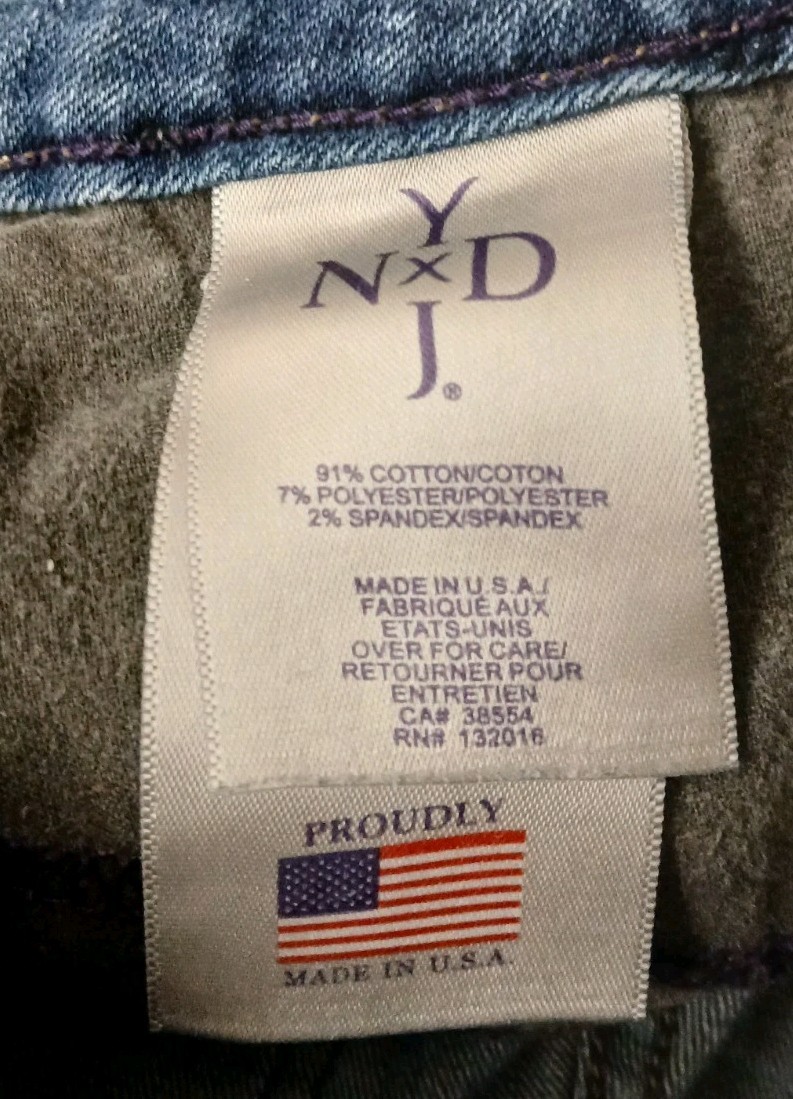 Y
N×D
J®
91% COTTON/COTON
7% POLYESTER/POLYESTER
2% SPANDEX/SPANDEX
MADE IN U.S.A./
FABRIQUÉ AUX
ETATS-UNIS
OVER FOR CARE/
RETOURNER POUR
ENTRETIEN
CA# 38554
RN# 132016
PROUDLY
MADE IN U.S.A